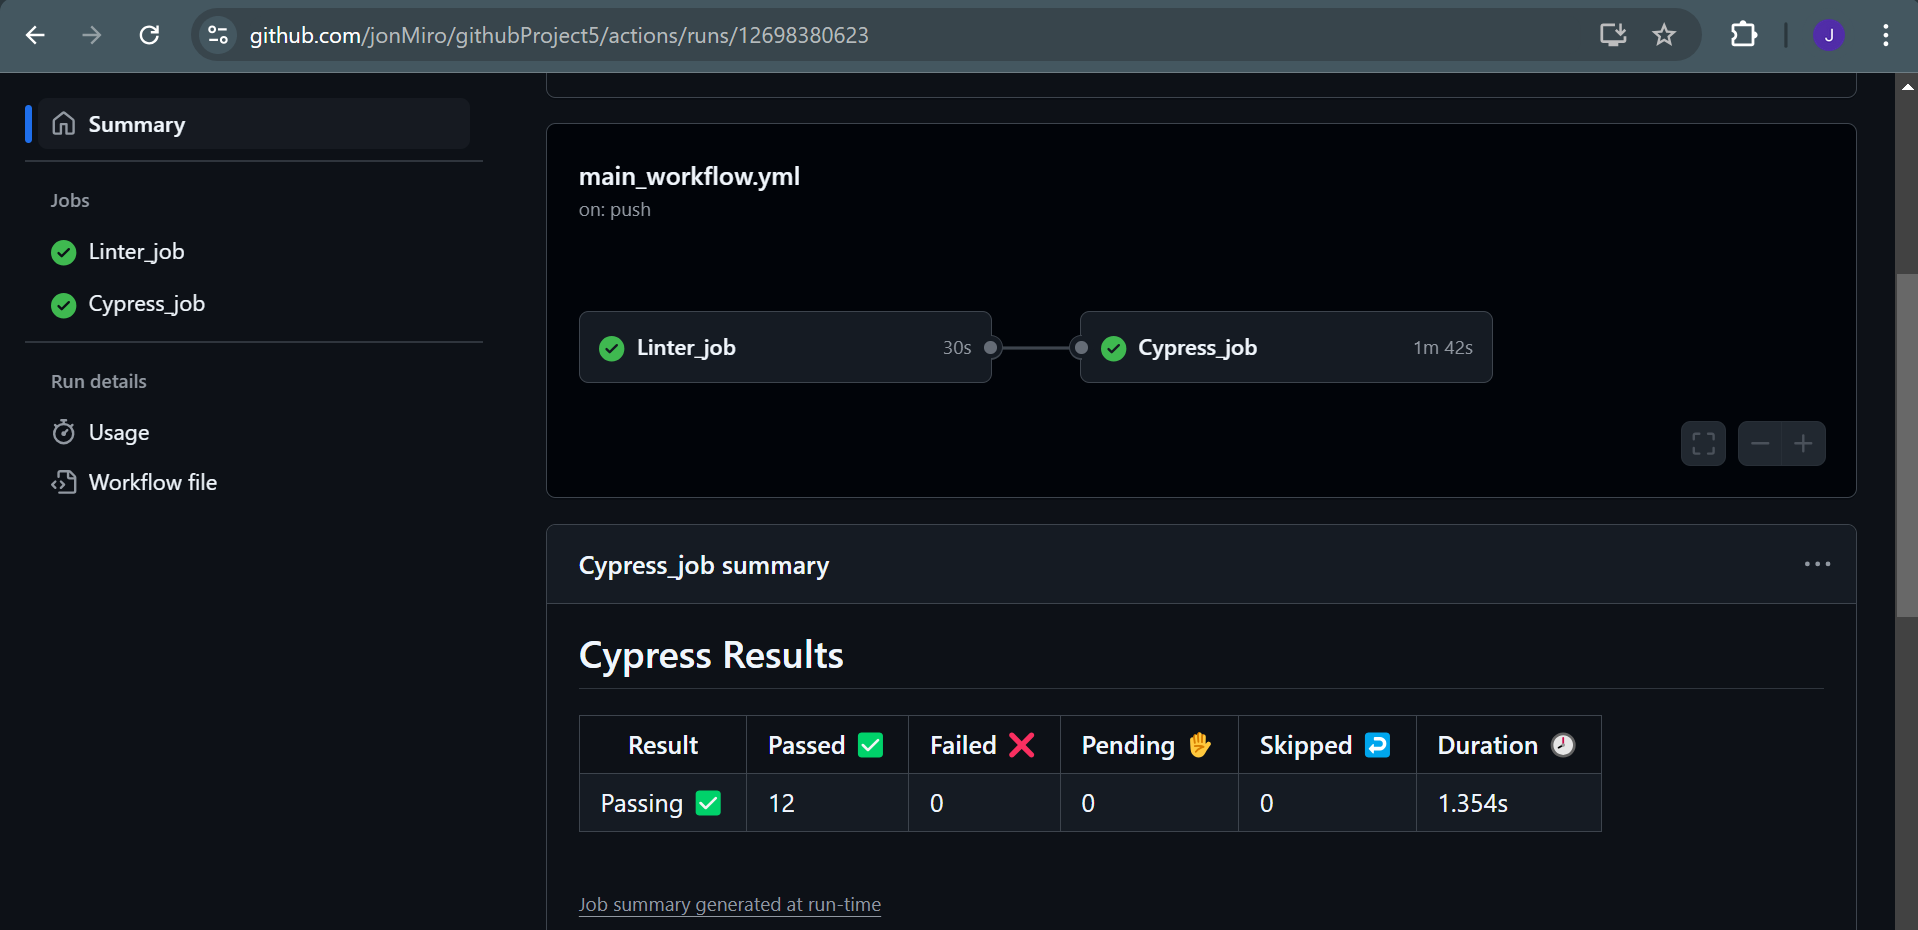 github.com/jonMiro/githubProject5/actions/runs/12698380623
J
Summary
Jobs
Linter_job
Cypress_job
Run details
Usage
Workflow file
main_workflow.yml
on: push
Linter_job 30s
Cypress_job 1m 42s
Cypress_job summary
Cypress Results
Result Passed ✅ Failed ❌ Pending ✋ Skipped ↩️ Duration 🕗
Passing ✅ 12 0 0 0 1.354s
Job summary generated at run-time